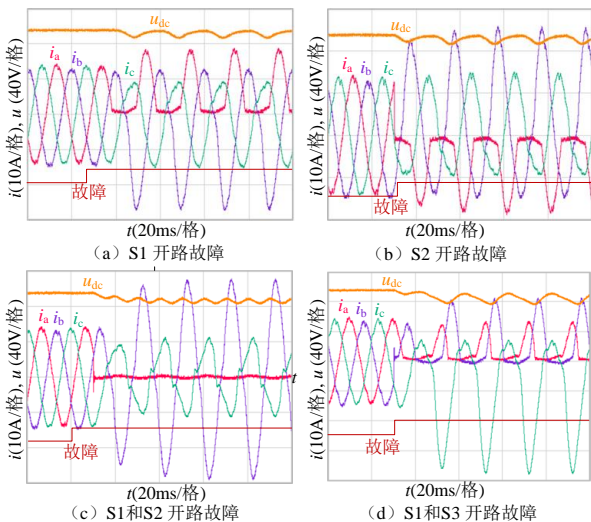 u_dc
i_a i_b i_c
i(10A/格), u (40V/格)
故障
t(20ms/格)
（a）S1 开路故障
u_dc
i_a i_b i_c
i(10A/格), u (40V/格)
故障
t(20ms/格)
（b）S2 开路故障
u_dc
i_a i_b i_c
t
i(10A/格), u (40V/格)
故障
t(20ms/格)
（c）S1和S2 开路故障
u_dc
i_a i_b i_c
i(10A/格), u (40V/格)
故障
t(20ms/格)
（d）S1和S3 开路故障